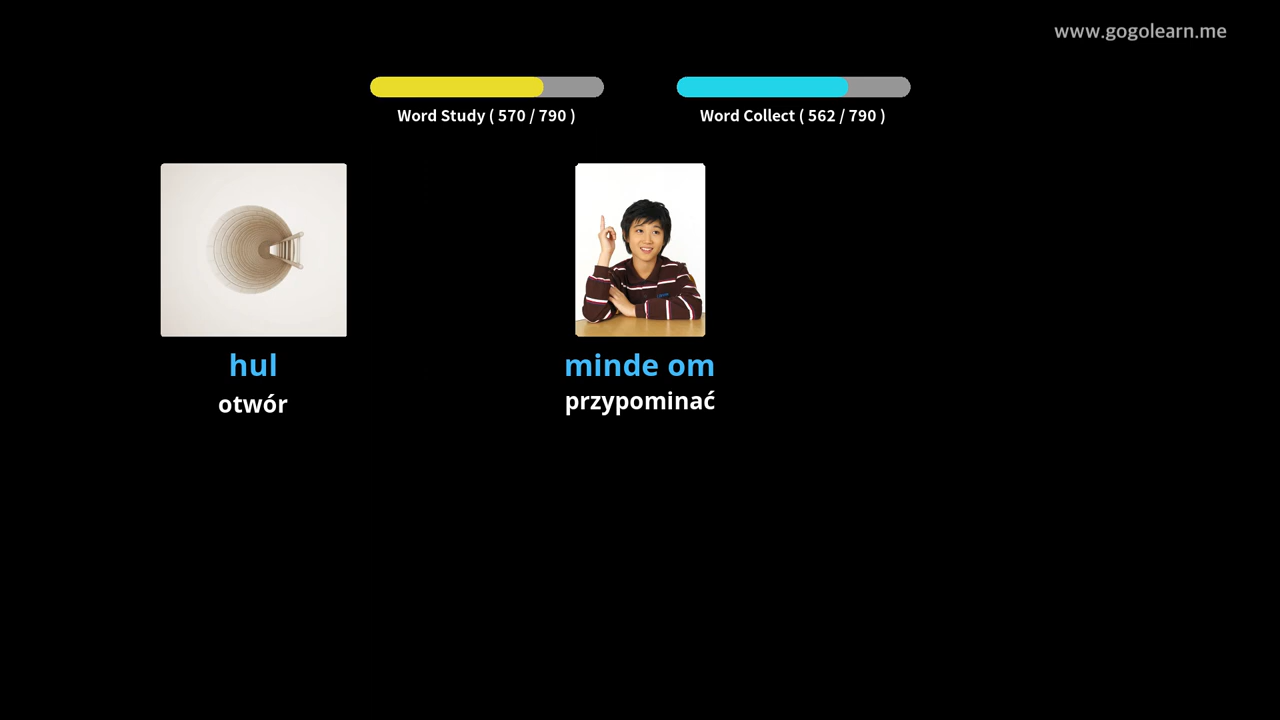 www.gogolearn.me
Word Study ( 570 / 790 )
Word Collect ( 562 / 790 )
hul
otwór
minde om
przypominać